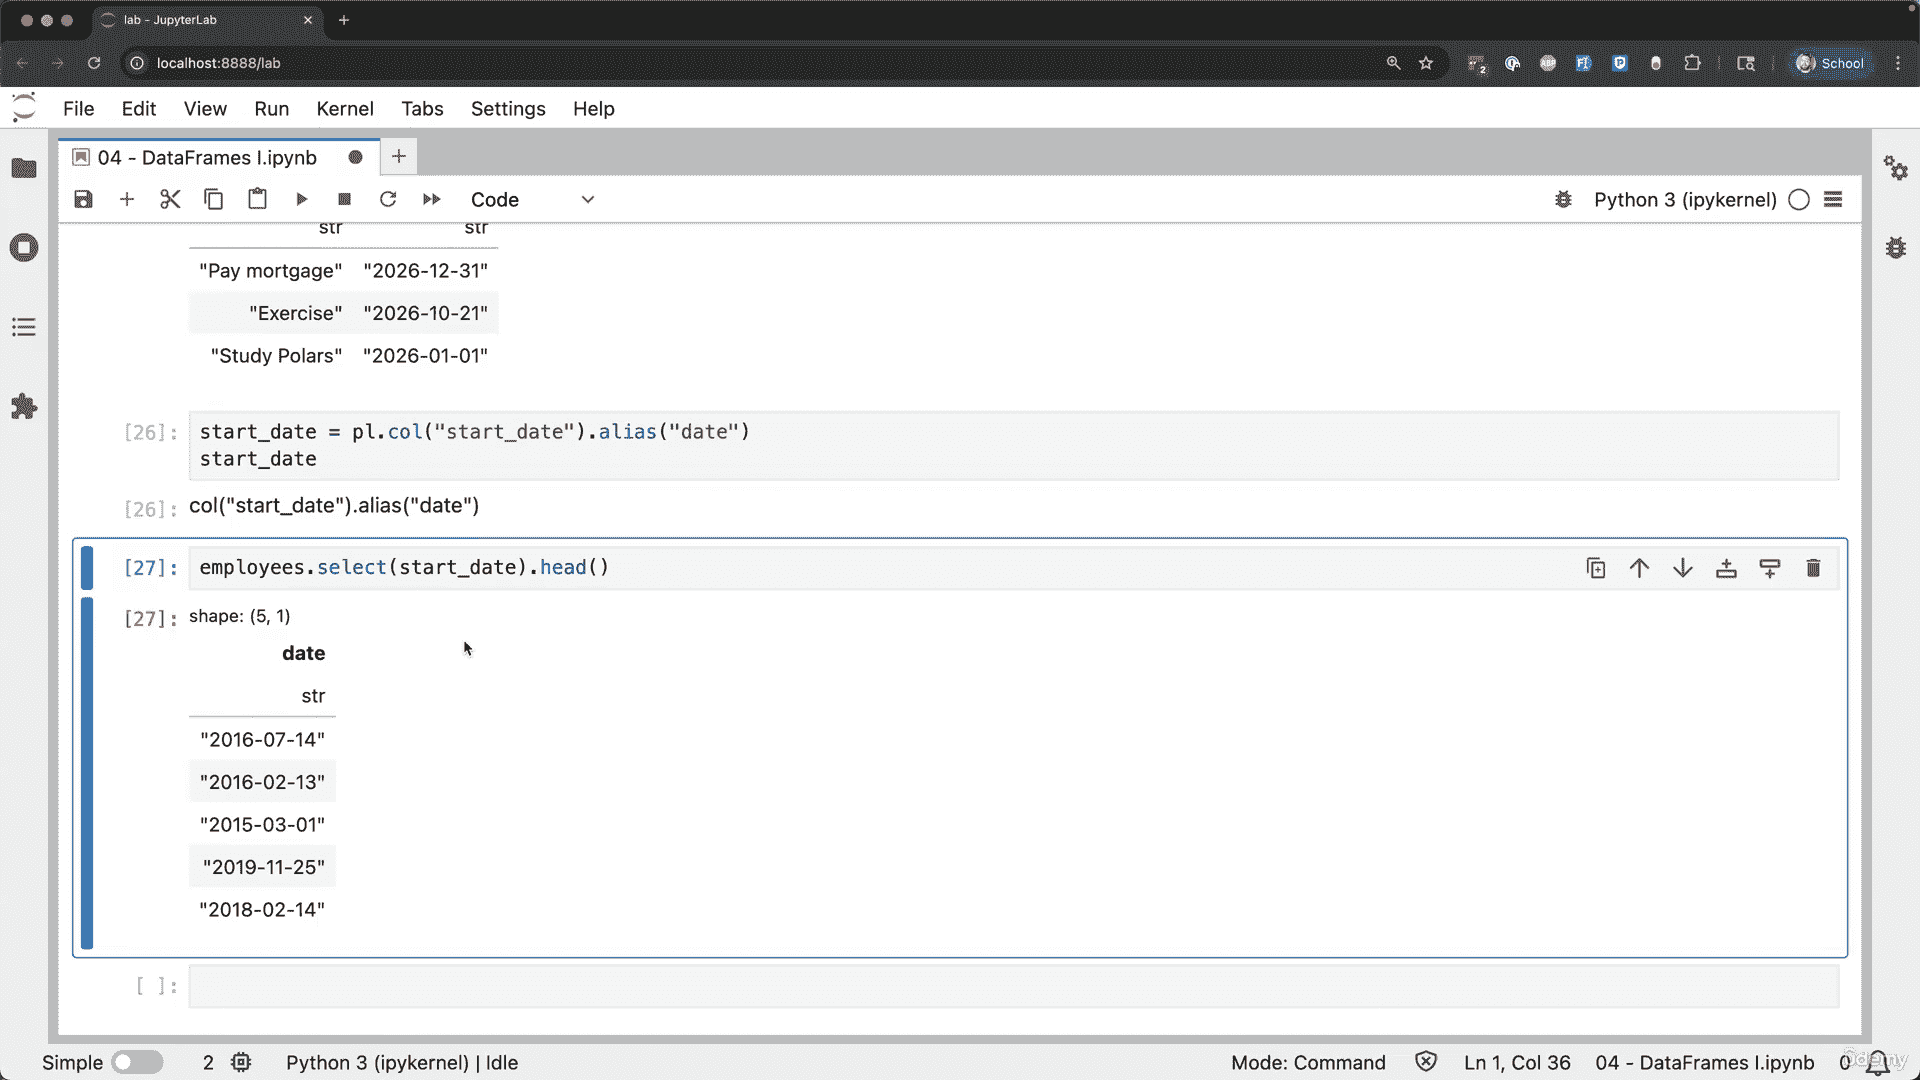 lab - JupyterLab
localhost:8888/lab
2
ABP
School
File Edit View Run Kernel Tabs Settings Help
04 - DataFrames I.ipynb
Code
Python 3 (ipykernel)
str str
"Pay mortgage" "2026-12-31"
"Exercise" "2026-10-21"
"Study Polars" "2026-01-01"
[26]: start_date = pl.col("start_date").alias("date")
start_date
[26]: col("start_date").alias("date")
[27]: employees.select(start_date).head()
[27]: shape: (5, 1)
date
str
"2016-07-14"
"2016-02-13"
"2015-03-01"
"2019-11-25"
"2018-02-14"
[ ]:
Simple 2 Python 3 (ipykernel) | Idle Mode: Command Ln 1, Col 36 04 - DataFrames I.ipynb 0
udemy